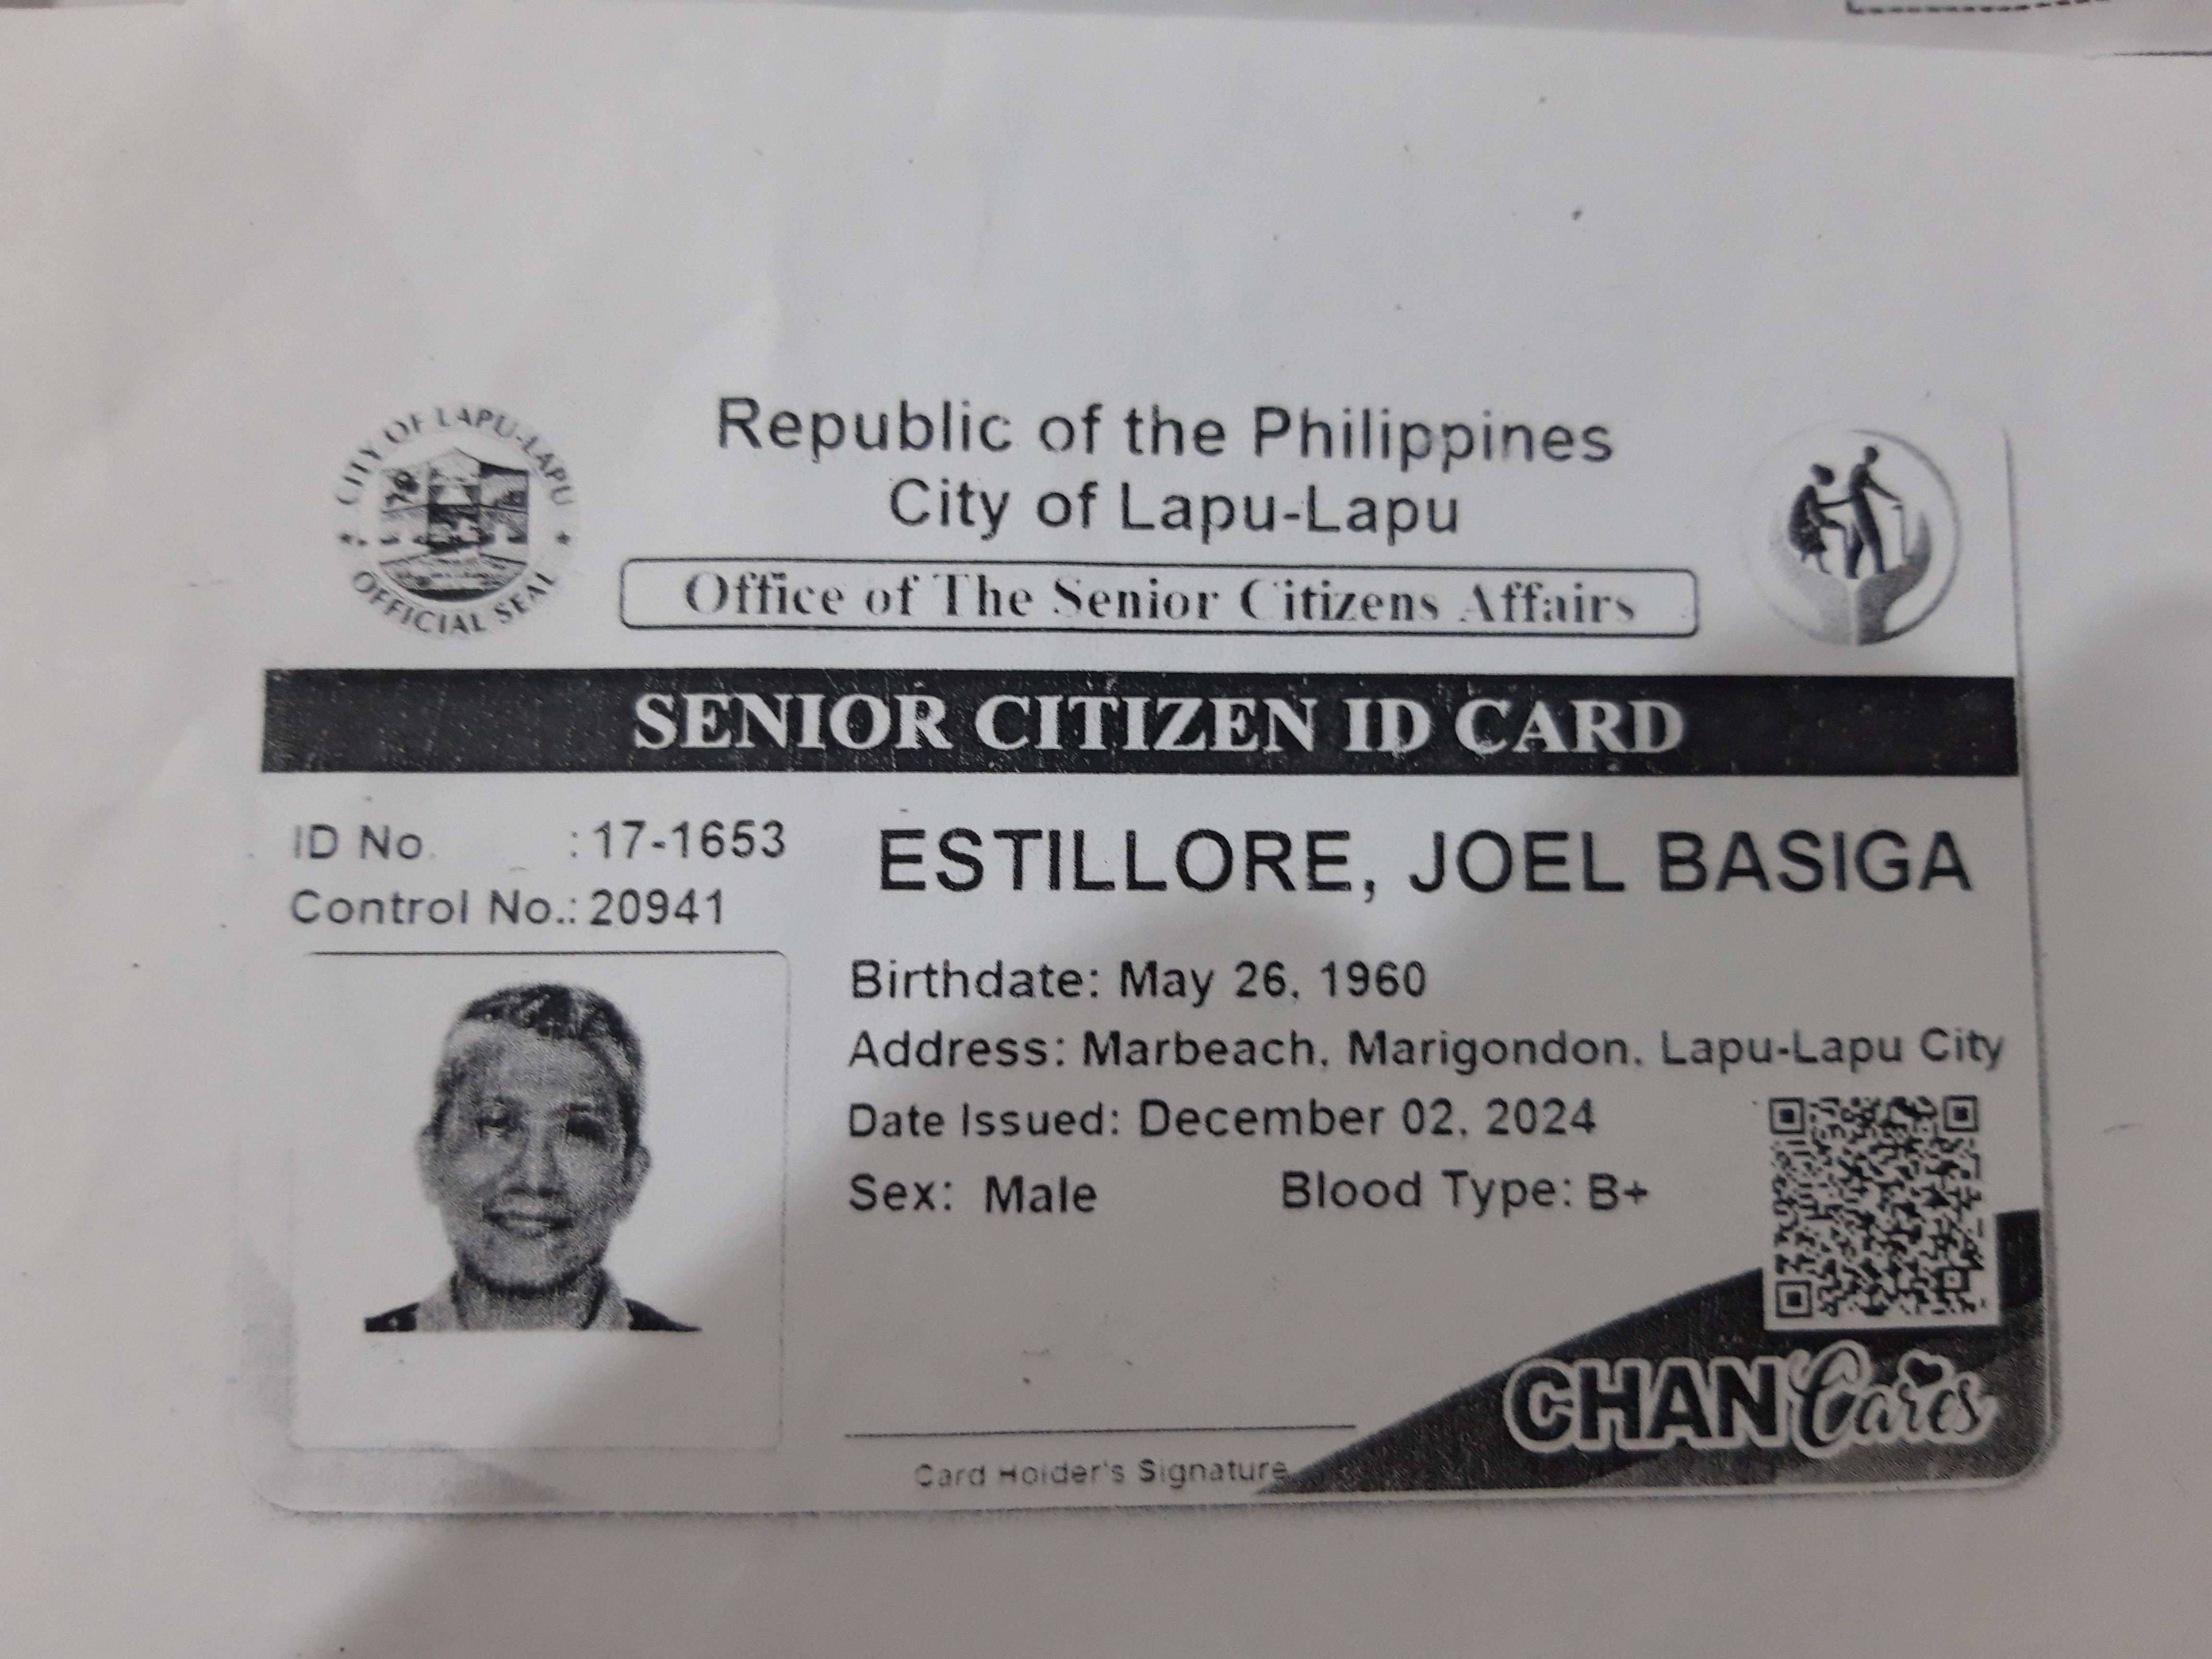 CITY OF LAPU-LAPU
OFFICIAL SEAL
Republic of the Philippines
City of Lapu-Lapu
Office of The Senior Citizens Affairs
SENIOR CITIZEN ID CARD
ID No. : 17-1653
Control No.: 20941
ESTILLORE, JOEL BASIGA
Birthdate: May 26, 1960
Address: Marbeach, Marigondon, Lapu-Lapu City
Date Issued: December 02, 2024
Sex: Male Blood Type: B+
CHAN Cares
Card Holder's Signature